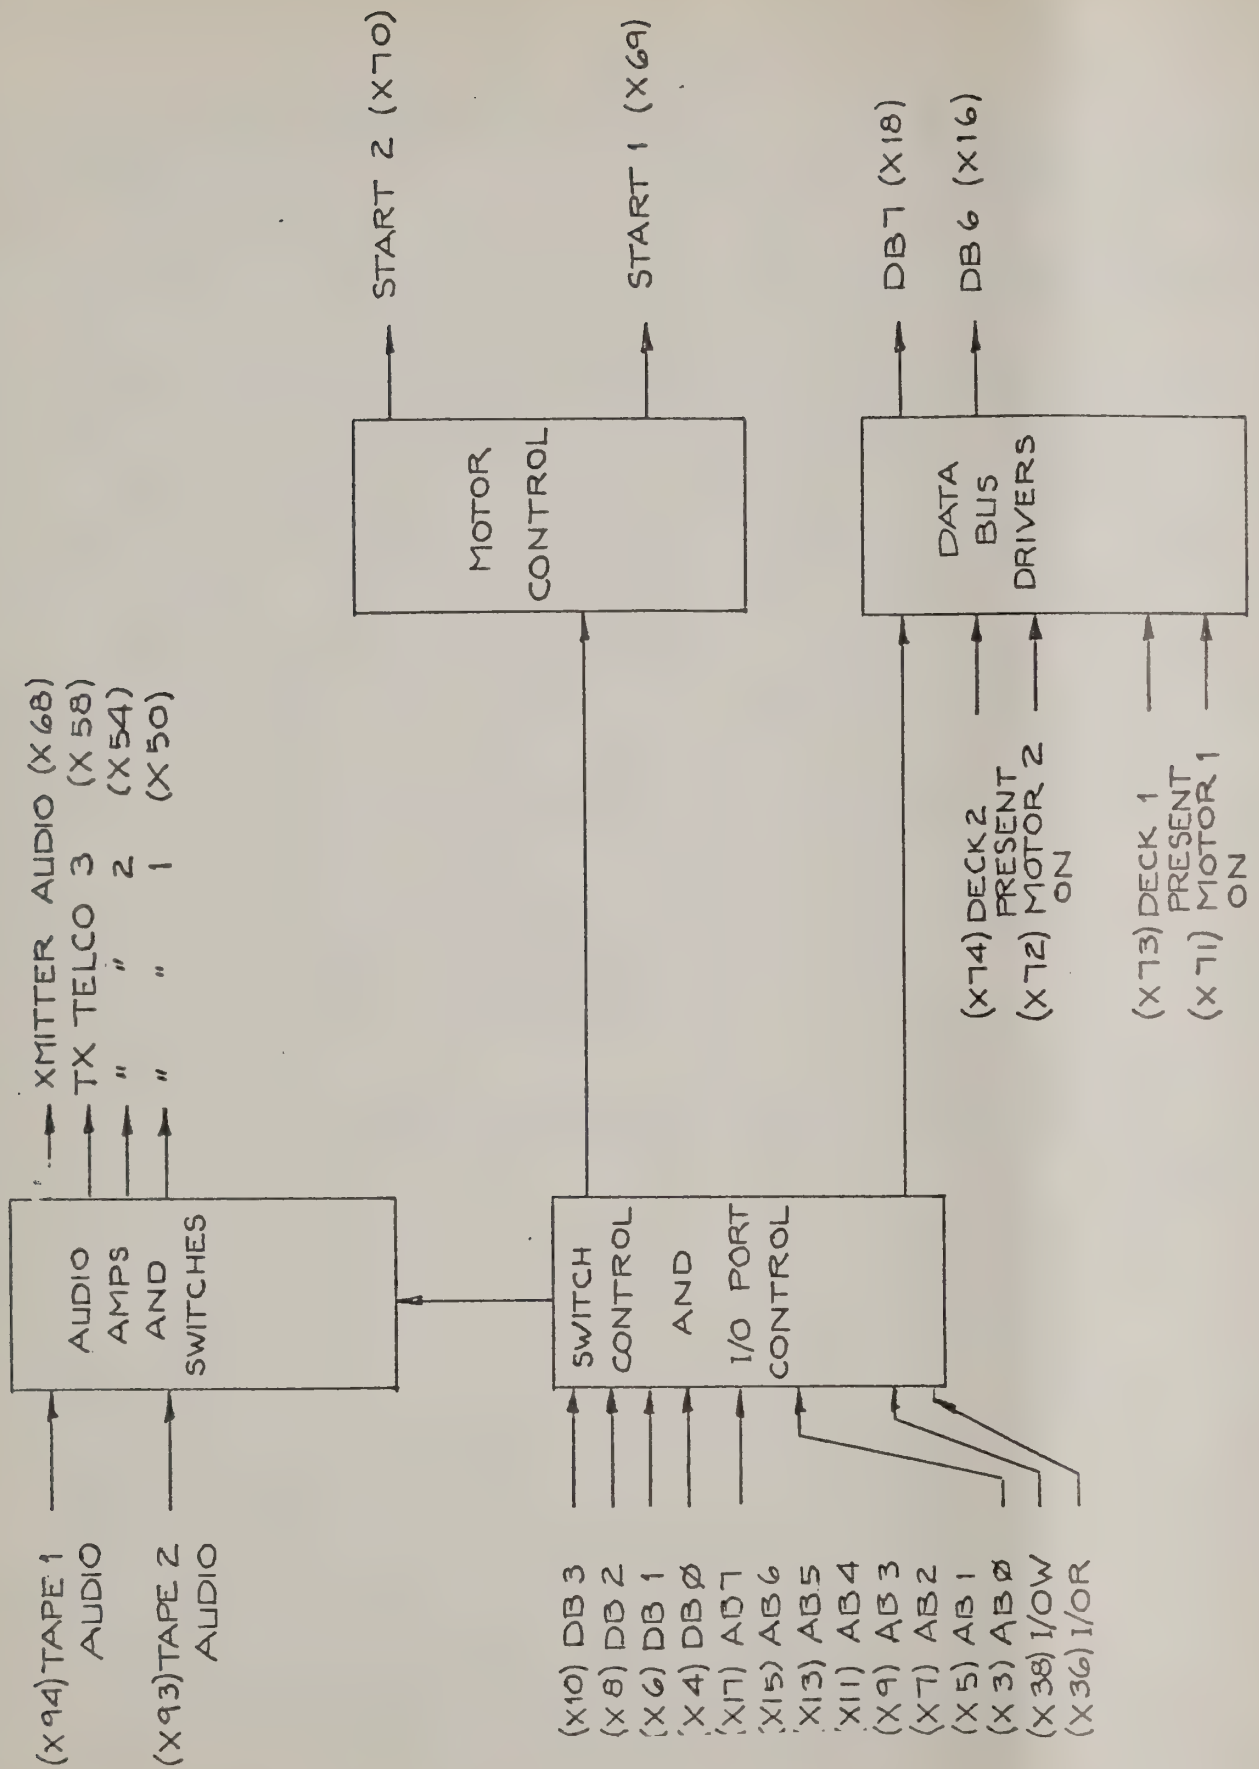 (X94) TAPE 1
AUDIO
(X93) TAPE 2
AUDIO
AUDIO
AMPS
AND
SWITCHES
XMITTER AUDIO (X68)
TX TELCO 3 (X58)
" " 2 (X54)
" " 1 (X50)
(X10) DB 3
(X8) DB 2
(X6) DB 1
(X4) DB Ø
(X17) AB7
(X15) AB6
(X13) AB5
(X11) AB4
(X9) AB3
(X7) AB2
(X5) AB1
(X3) ABØ
(X38) I/OW
(X36) I/OR
SWITCH
CONTROL
AND
I/O PORT
CONTROL
MOTOR
CONTROL
START 2 (X70)
START 1 (X69)
(X74) DECK 2
PRESENT
(X72) MOTOR 2
ON
(X73) DECK 1
PRESENT
(X71) MOTOR 1
ON
DATA
BUS
DRIVERS
DB7 (X18)
DB6 (X16)